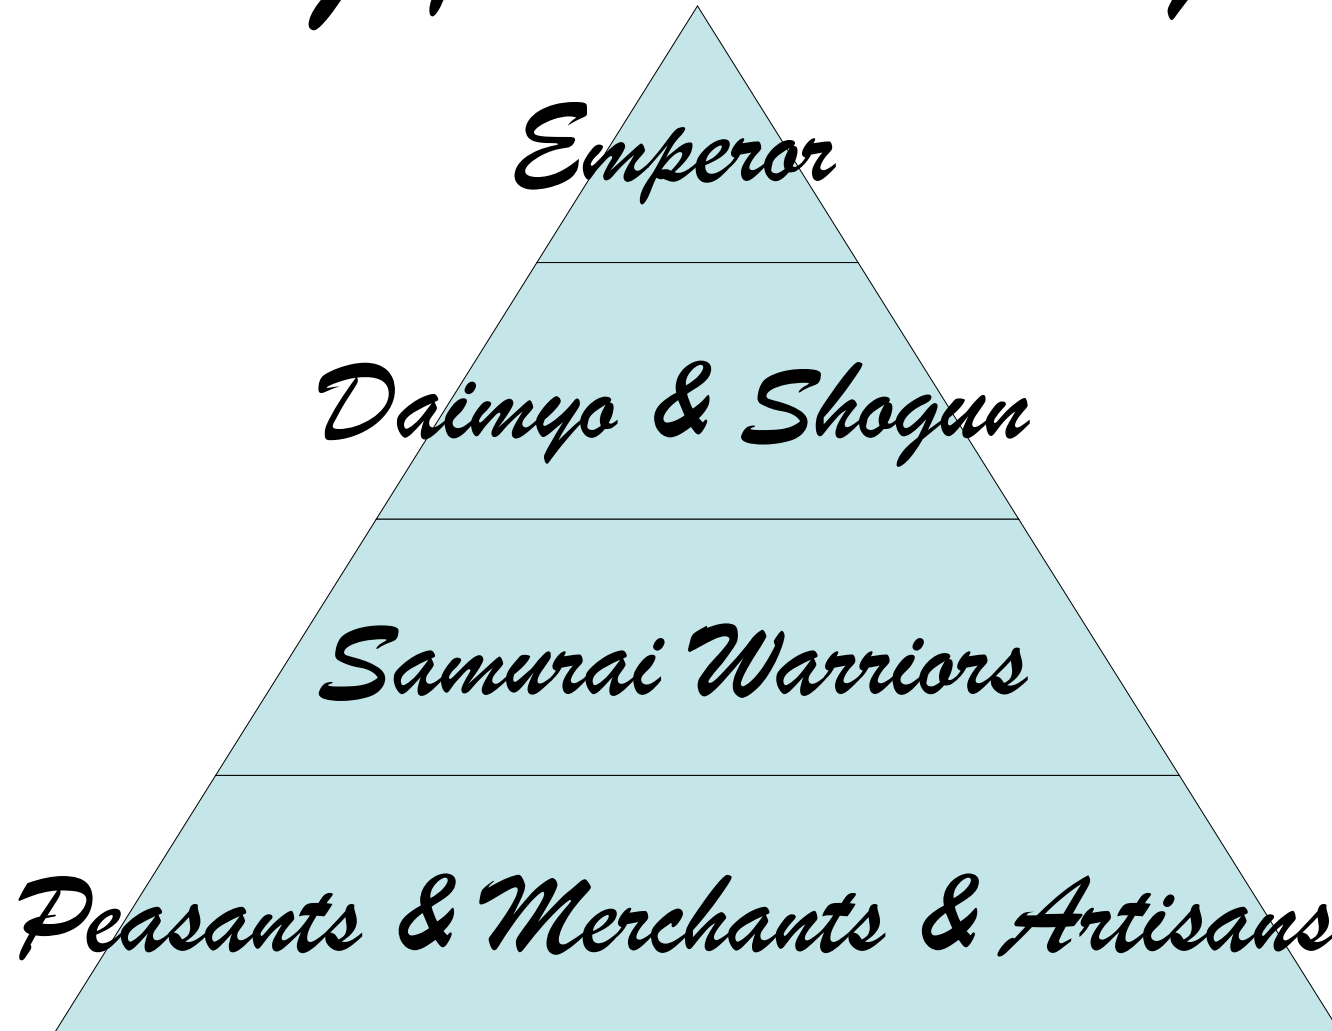 Emperor
Daimyo & Shogun
Samurai Warriors
Peasants & Merchants & Artisans